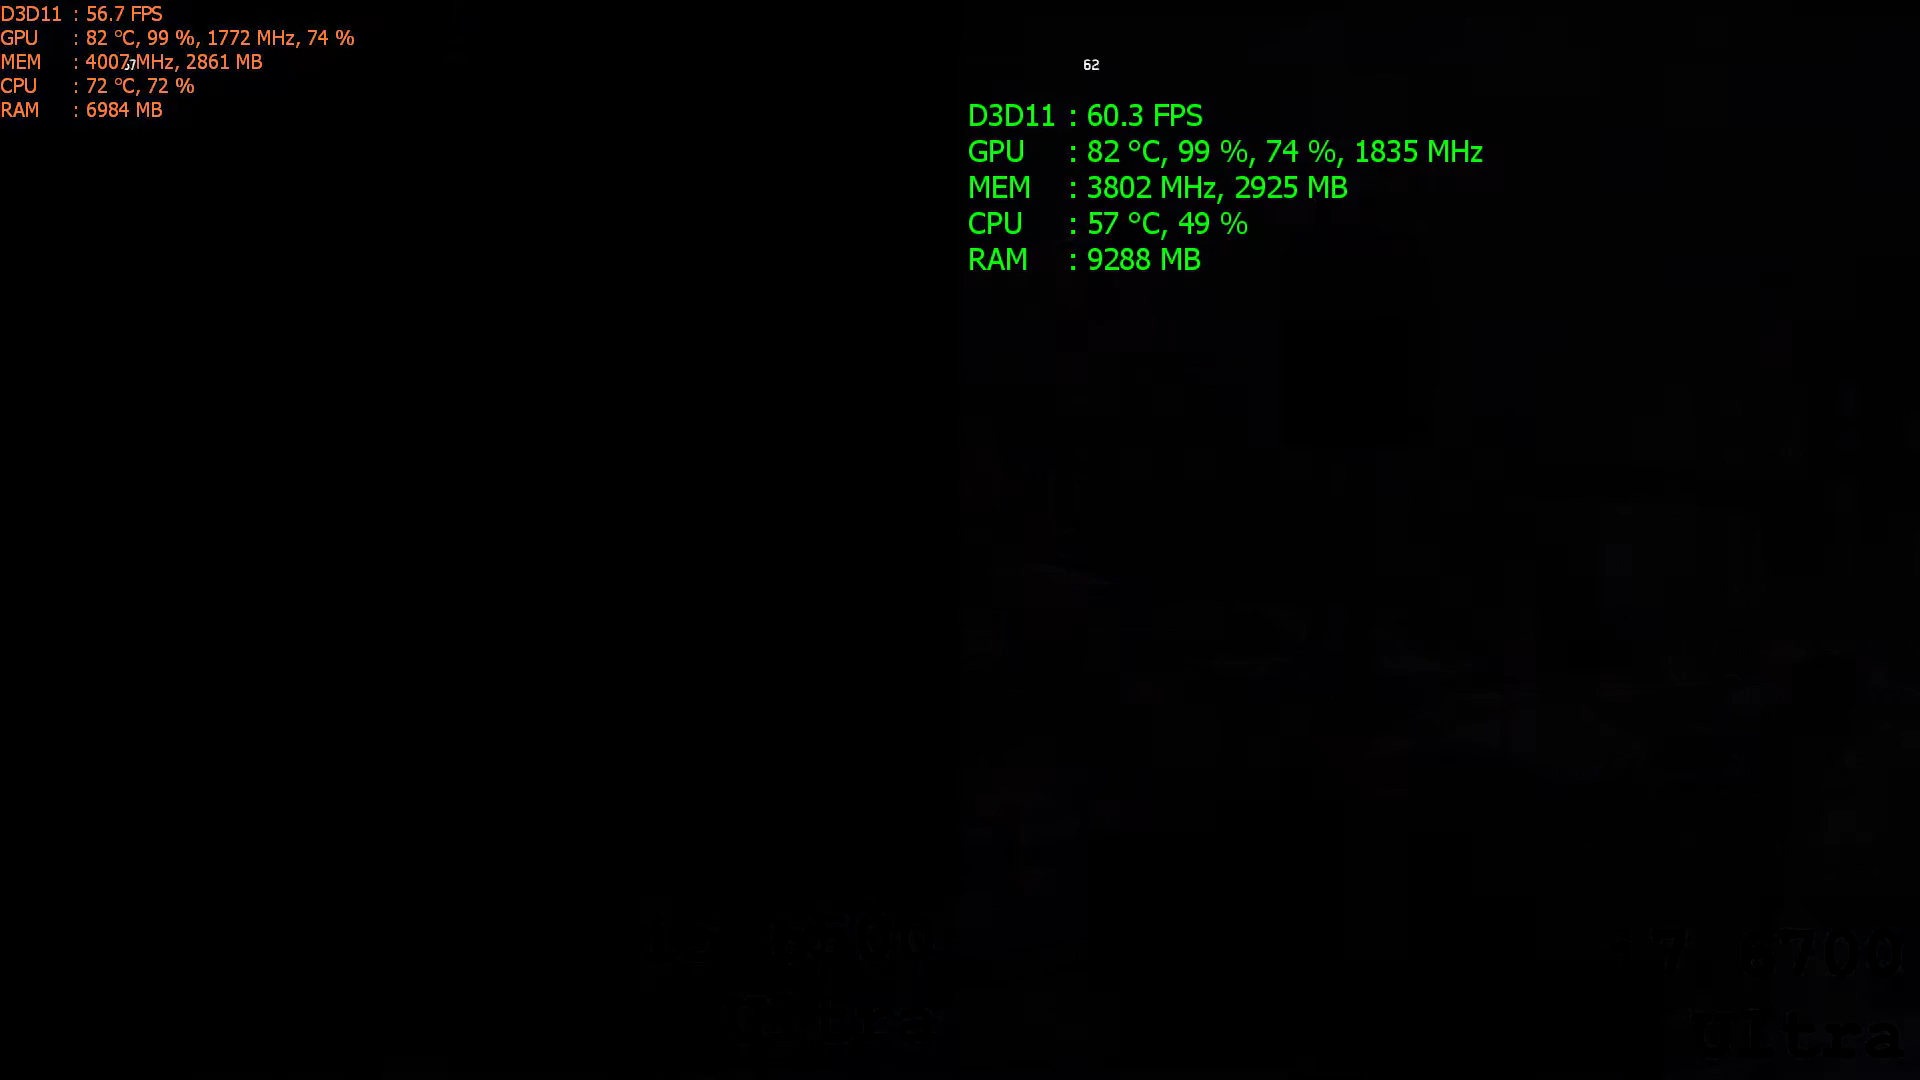 D3D11 : 56.7 FPS
GPU : 82 °C, 99 %, 1772 MHz, 74 %
MEM : 4007 MHz, 2861 MB
CPU : 72 °C, 72 %
RAM : 6984 MB
62
D3D11 : 60.3 FPS
GPU : 82 °C, 99 %, 74 %, 1835 MHz
MEM : 3802 MHz, 2925 MB
CPU : 57 °C, 49 %
RAM : 9288 MB
Ultra